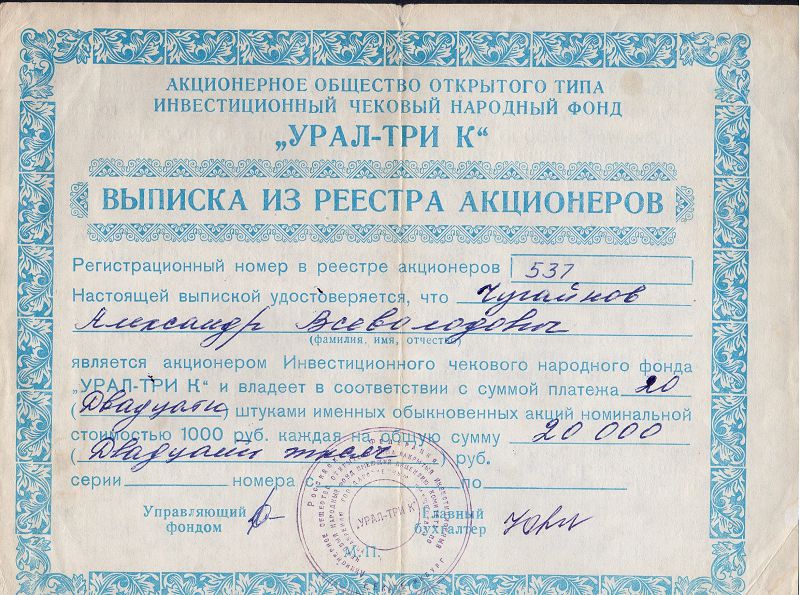 АКЦИОНЕРНОЕ ОБЩЕСТВО ОТКРЫТОГО ТИПА
ИНВЕСТИЦИОННЫЙ ЧЕКОВЫЙ НАРОДНЫЙ ФОНД
„УРАЛ-ТРИ К“
ВЫПИСКА ИЗ РЕЕСТРА АКЦИОНЕРОВ
Регистрационный номер в реестре акционеров 537
Настоящей выпиской удостоверяется, что Чугайнов
Александр Всеволодович
(фамилия, имя, отчество)
является акционером Инвестиционного чекового народного фонда
„УРАЛ-ТРИ К“ и владеет в соответствии с суммой платежа 20
(Двадцати) штуками именных обыкновенных акций номинальной
стоимостью 1000 руб. каждая на общую сумму 20 000
(Двадцать тысяч) руб.
серии номера с по
Управляющий Главный
фондом бухгалтер
„УРАЛ-ТРИ К“
М. П.